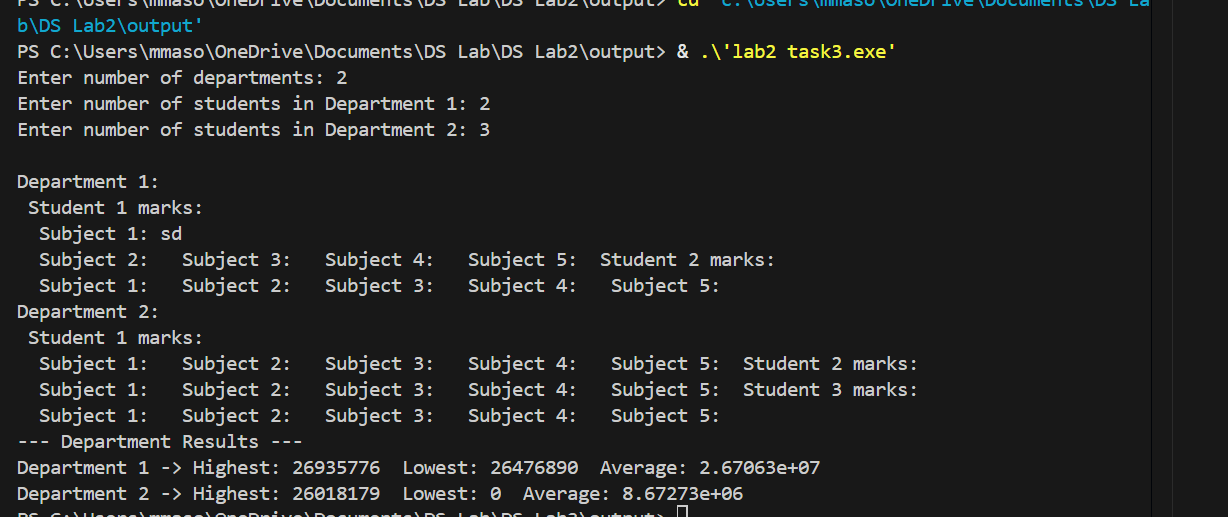 PS C:\Users\mmaso\OneDrive\Documents\DS Lab\DS Lab2\output> cd 'c:\Users\mmaso\OneDrive\Documents\DS La
b\DS Lab2\output'
PS C:\Users\mmaso\OneDrive\Documents\DS Lab\DS Lab2\output> & .\'lab2 task3.exe'
Enter number of departments: 2
Enter number of students in Department 1: 2
Enter number of students in Department 2: 3
Department 1:
 Student 1 marks:
  Subject 1: sd
  Subject 2:   Subject 3:   Subject 4:   Subject 5:  Student 2 marks:
  Subject 1:   Subject 2:   Subject 3:   Subject 4:   Subject 5:
Department 2:
 Student 1 marks:
  Subject 1:   Subject 2:   Subject 3:   Subject 4:   Subject 5:  Student 2 marks:
  Subject 1:   Subject 2:   Subject 3:   Subject 4:   Subject 5:  Student 3 marks:
  Subject 1:   Subject 2:   Subject 3:   Subject 4:   Subject 5:
--- Department Results ---
Department 1 -> Highest: 26935776  Lowest: 26476890  Average: 2.67063e+07
Department 2 -> Highest: 26018179  Lowest: 0  Average: 8.67273e+06
PS C:\Users\mmaso\OneDrive\Documents\DS Lab\DS Lab2\output>